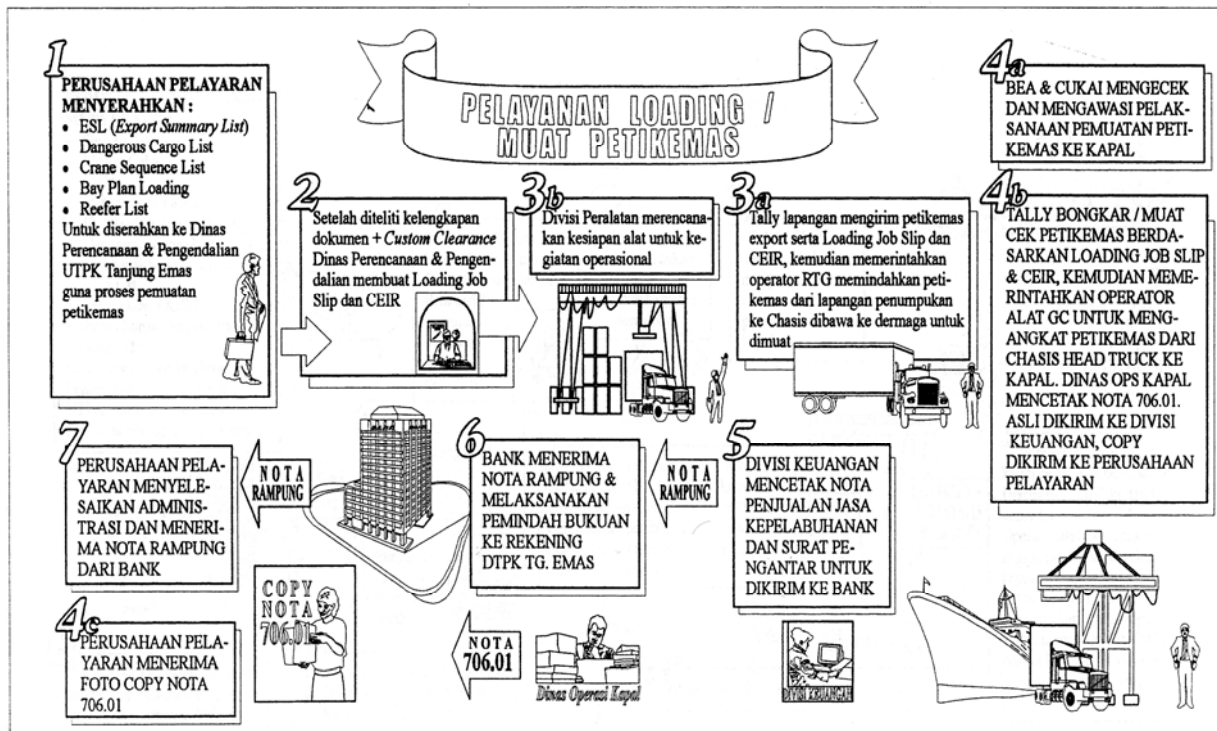 PELAYANAN LOADING /
MUAT PETIKEMAS
1
PERUSAHAAN PELAYARAN
MENYERAHKAN :
• ESL (Export Summary List)
• Dangerous Cargo List
• Crane Sequence List
• Bay Plan Loading
• Reefer List
Untuk diserahkan ke Dinas
Perencanaan & Pengendalian
UTPK Tanjung Emas
guna proses pemuatan
petikemas
2
Setelah diteliti kelengkapan
dokumen + Custom Clearance
Dinas Perencanaan & Pengen-
dalian membuat Loading Job
Slip dan CEIR
3b
Divisi Peralatan merencana-
kan kesiapan alat untuk ke-
giatan operasional
3a
Tally lapangan mengirim petikemas
export serta Loading Job Slip dan
CEIR, kemudian memerintahkan
operator RTG memindahkan peti-
kemas dari lapangan penumpukan
ke Chasis dibawa ke dermaga untuk
dimuat
4a
BEA & CUKAI MENGECEK
DAN MENGAWASI PELAK-
SANAAN PEMUATAN PETI-
KEMAS KE KAPAL
4b
TALLY BONGKAR / MUAT
CEK PETIKEMAS BERDA-
SARKAN LOADING JOB SLIP
& CEIR, KEMUDIAN MEME-
RINTAHKAN OPERATOR
ALAT GC UNTUK MENG-
ANGKAT PETIKEMAS DARI
CHASIS HEAD TRUCK KE
KAPAL. DINAS OPS KAPAL
MENCETAK NOTA 706.01.
ASLI DIKIRIM KE DIVISI
KEUANGAN, COPY
DIKIRIM KE PERUSAHAAN
PELAYARAN
5
DIVISI KEUANGAN
MENCETAK NOTA
PENJUALAN JASA
KEPELABUHANAN
DAN SURAT PE-
NGANTAR UNTUK
DIKIRIM KE BANK
NOTA
RAMPUNG
6
BANK MENERIMA
NOTA RAMPUNG &
MELAKSANAKAN
PEMINDAH BUKUAN
KE REKENING
DTPK TG. EMAS
NOTA
RAMPUNG
7
PERUSAHAAN PELA-
YARAN MENYELE-
SAIKAN ADMINIS-
TRASI DAN MENERI-
MA NOTA RAMPUNG
DARI BANK
4c
PERUSAHAAN PELA-
YARAN MENERIMA
FOTO COPY NOTA
706.01
COPY
NOTA
706.01
NOTA
706,01
Dinas Operasi Kapal
DIVISI KEUANGAN